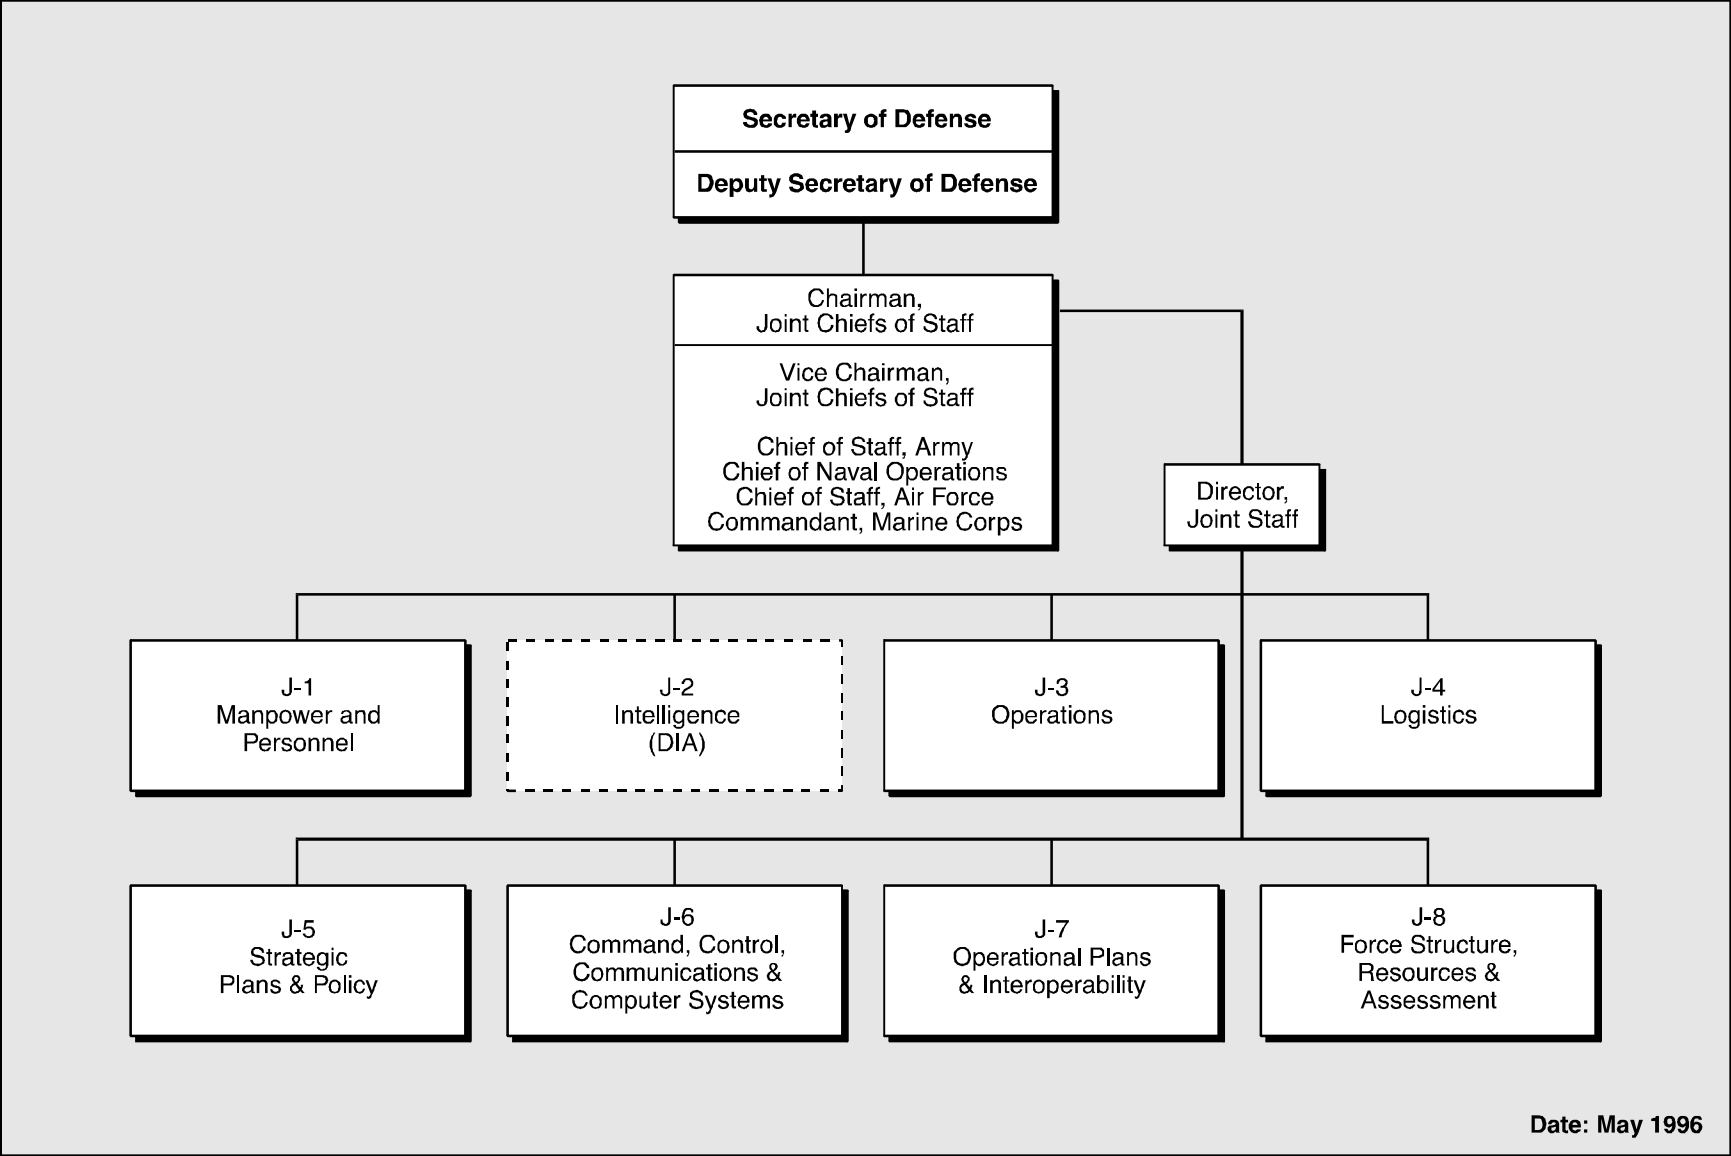 Secretary of Defense
Deputy Secretary of Defense
Chairman,
Joint Chiefs of Staff
Vice Chairman,
Joint Chiefs of Staff
Chief of Staff, Army
Chief of Naval Operations
Chief of Staff, Air Force
Commandant, Marine Corps
Director,
Joint Staff
J-1
Manpower and
Personnel
J-2
Intelligence
(DIA)
J-3
Operations
J-4
Logistics
J-5
Strategic
Plans & Policy
J-6
Command, Control,
Communications &
Computer Systems
J-7
Operational Plans
& Interoperability
J-8
Force Structure,
Resources &
Assessment
Date: May 1996